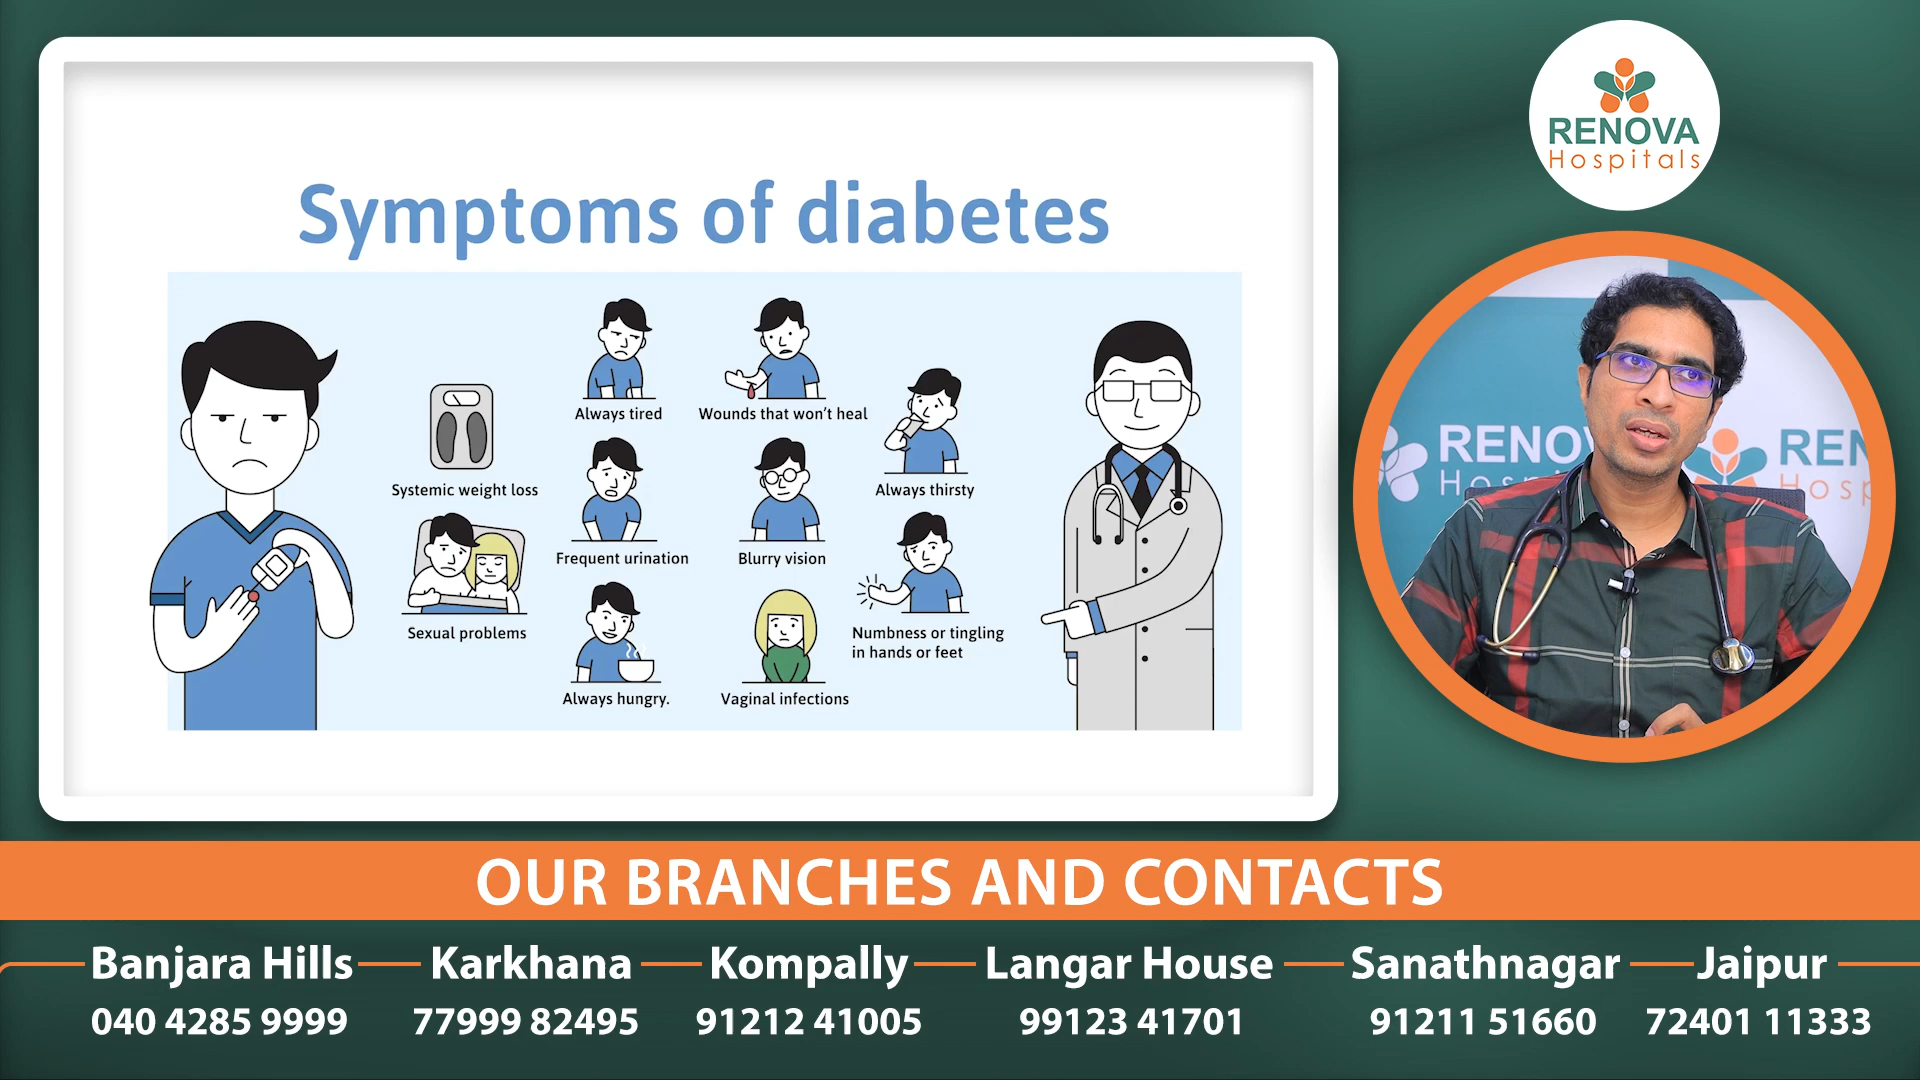 RENOVA
Hospitals
Symptoms of diabetes
Always tired
Wounds that won't heal
Systemic weight loss
Always thirsty
Frequent urination
Blurry vision
Sexual problems
Numbness or tingling
in hands or feet
Always hungry.
Vaginal infections
RENOV
Hos
REN
Hosp
OUR BRANCHES AND CONTACTS
Banjara Hills Karkhana Kompally Langar House Sanathnagar Jaipur
040 4285 9999 77999 82495 91212 41005 99123 41701 91211 51660 72401 11333